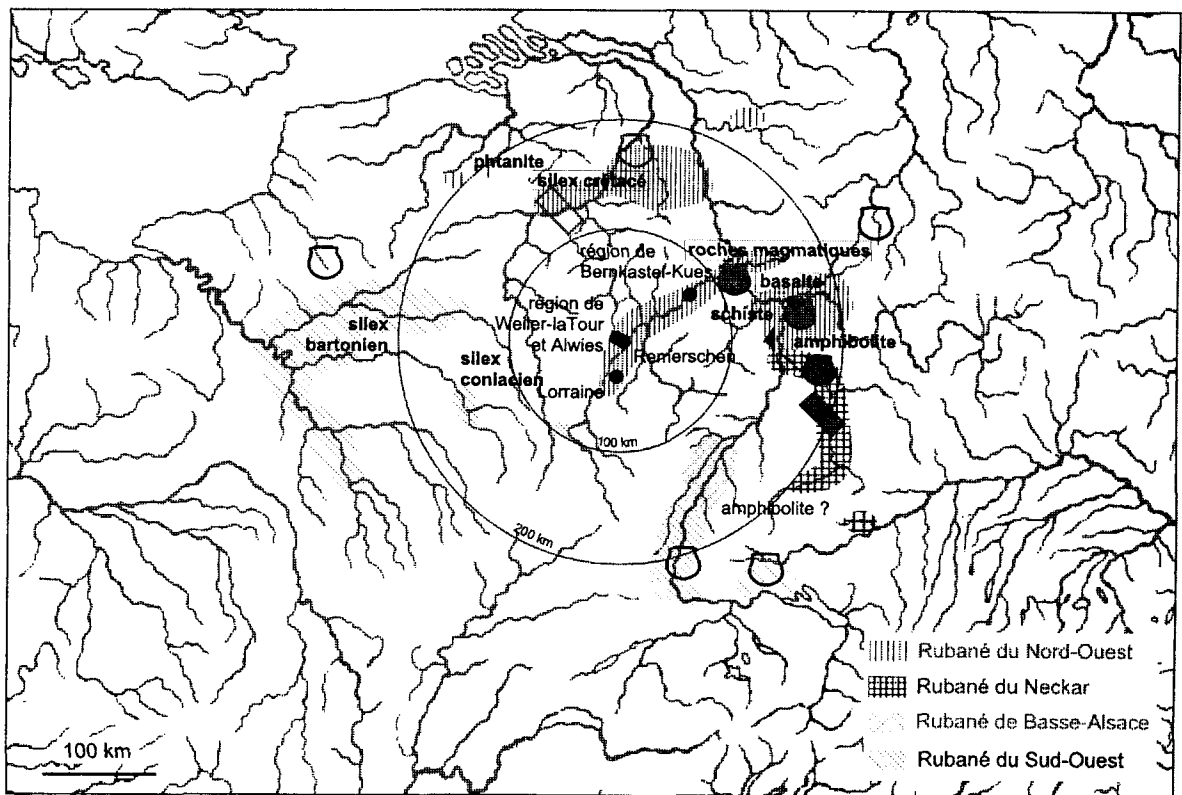 phtanite
silex crétacé
région de
Bernkastel-Kues
roches magmatiques
basalte
schiste
amphibolite
région de
Weiler-laTour
et Alwies
Remerschen
Lorraine
silex
bartonien
silex
coniacien
100 km
200 km
amphibolite ?
Rubané du Nord-Ouest
Rubané du Neckar
Rubané de Basse-Alsace
Rubané du Sud-Ouest
100 km